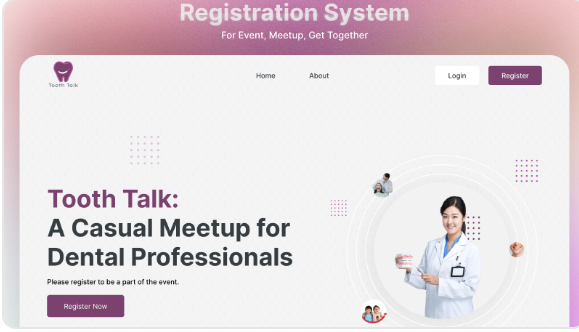 Registration System
For Event, Meetup, Get Together
Tooth Talk
Home
About
Login
Register
Tooth Talk:
A Casual Meetup for
Dental Professionals
Please register to be a part of the event.
Register Now